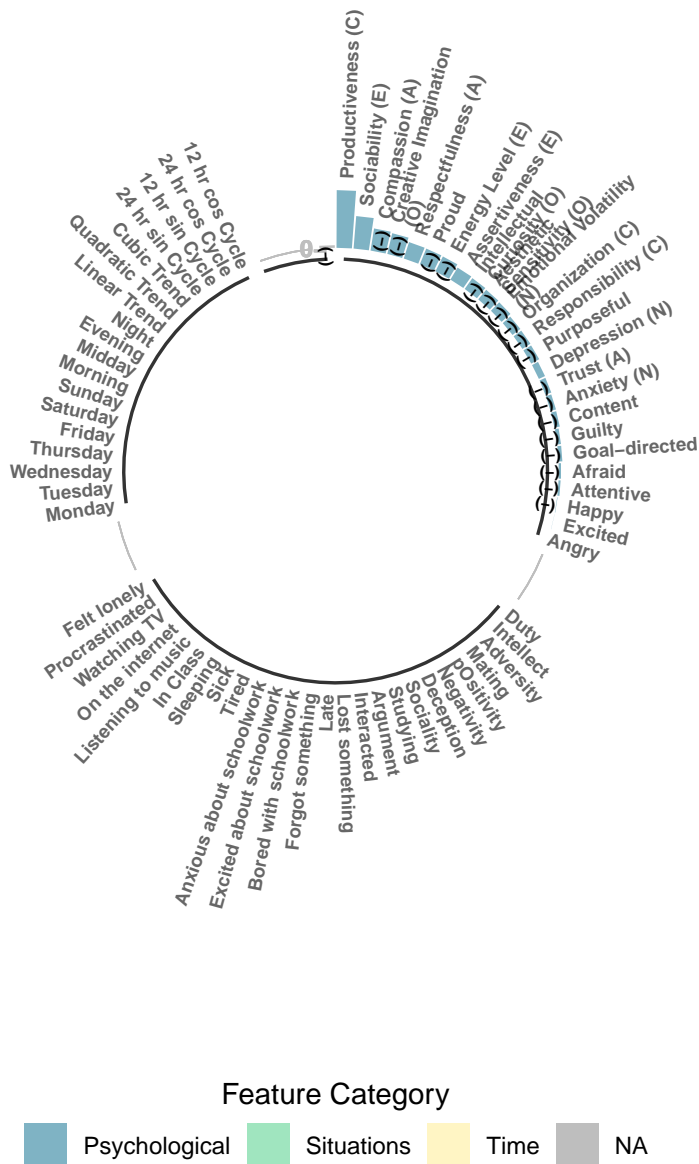 Productiveness (C)
Sociability (E)
Compassion (A)
Creative Imagination
(O)
Respectfulness (A)
Proud
Energy Level (E)
Assertiveness (E)
Intellectual
Curiosity (O)
Aesthetic
Sensitivity (O)
Emotional Volatility
(N)
Organization (C)
Responsibility (C)
Purposeful
Depression (N)
Trust (A)
Anxiety (N)
Content
Guilty
Goal−directed
Afraid
Attentive
Happy
Excited
Angry
Duty
Intellect
Adversity
Mating
pOsitivity
Negativity
Deception
Sociality
Studying
Argument
Interacted
Lost something
Late
Forgot something
Bored with schoolwork
Excited about schoolwork
Anxious about schoolwork
Tired
Sick
Sleeping
In Class
Listening to music
On the internet
Watching TV
Procrastinated
Felt lonely
Monday
Tuesday
Wednesday
Thursday
Friday
Saturday
Sunday
Morning
Midday
Evening
Night
Linear Trend
Quadratic Trend
Cubic Trend
24 hr sin Cycle
12 hr sin Cycle
24 hr cos Cycle
12 hr cos Cycle
Feature Category
Psychological
Situations
Time
NA